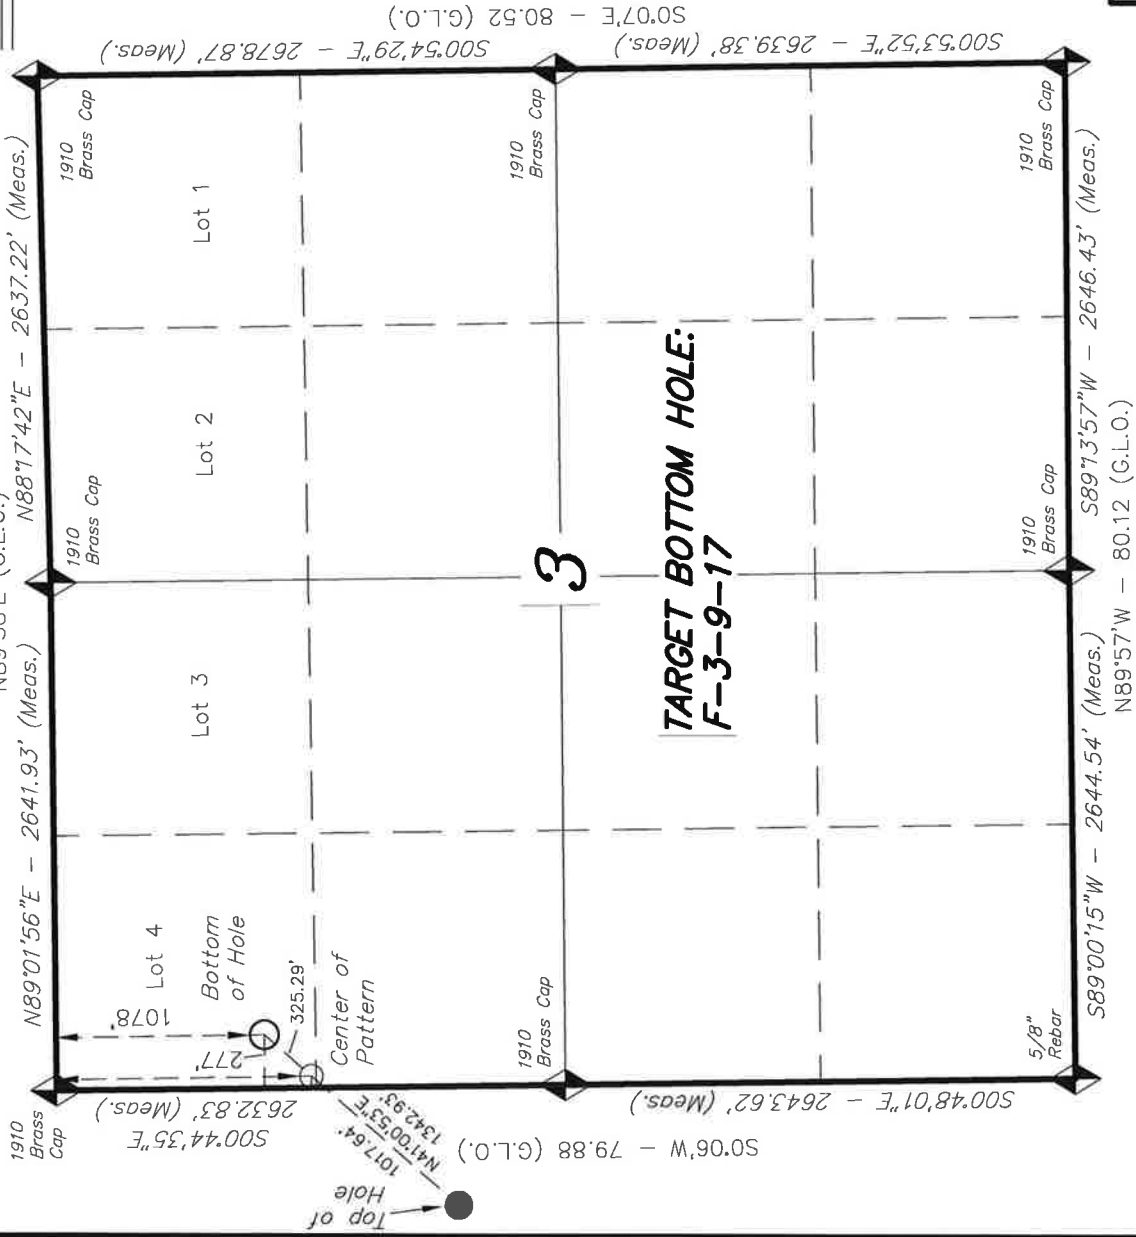 N88°17'42"E – 2637.22' (Meas.)
N89°01'56"E – 2641.93' (Meas.)
S0°07'E – 80.52 (G.L.O.)
S00°54'29"E – 2678.87' (Meas.)
S00°53'52"E – 2639.38' (Meas.)
1910
Brass Cap
1910
Brass Cap
1910
Brass Cap
Lot 1
1910
Brass Cap
Lot 2
Lot 3
Lot 4
3
TARGET BOTTOM HOLE:
F–3–9–17
1910
Brass Cap
1078'
Bottom
of Hole
277'
325.29'
Center of
Pattern
1910
Brass Cap
5/8"
Rebar
1910
Brass
Cap
S00°44'35"E
2632.83' (Meas.)
S00°48'01"E – 2643.62' (Meas.)
S0°06'W – 79.88 (G.L.O.)
1017.64'
N41°00'53"E
1342.93'
Top of
Hole
S89°13'57"W – 2646.43' (Meas.)
S89°00'15"W – 2644.54' (Meas.)
N89°57'W – 80.12 (G.L.O.)